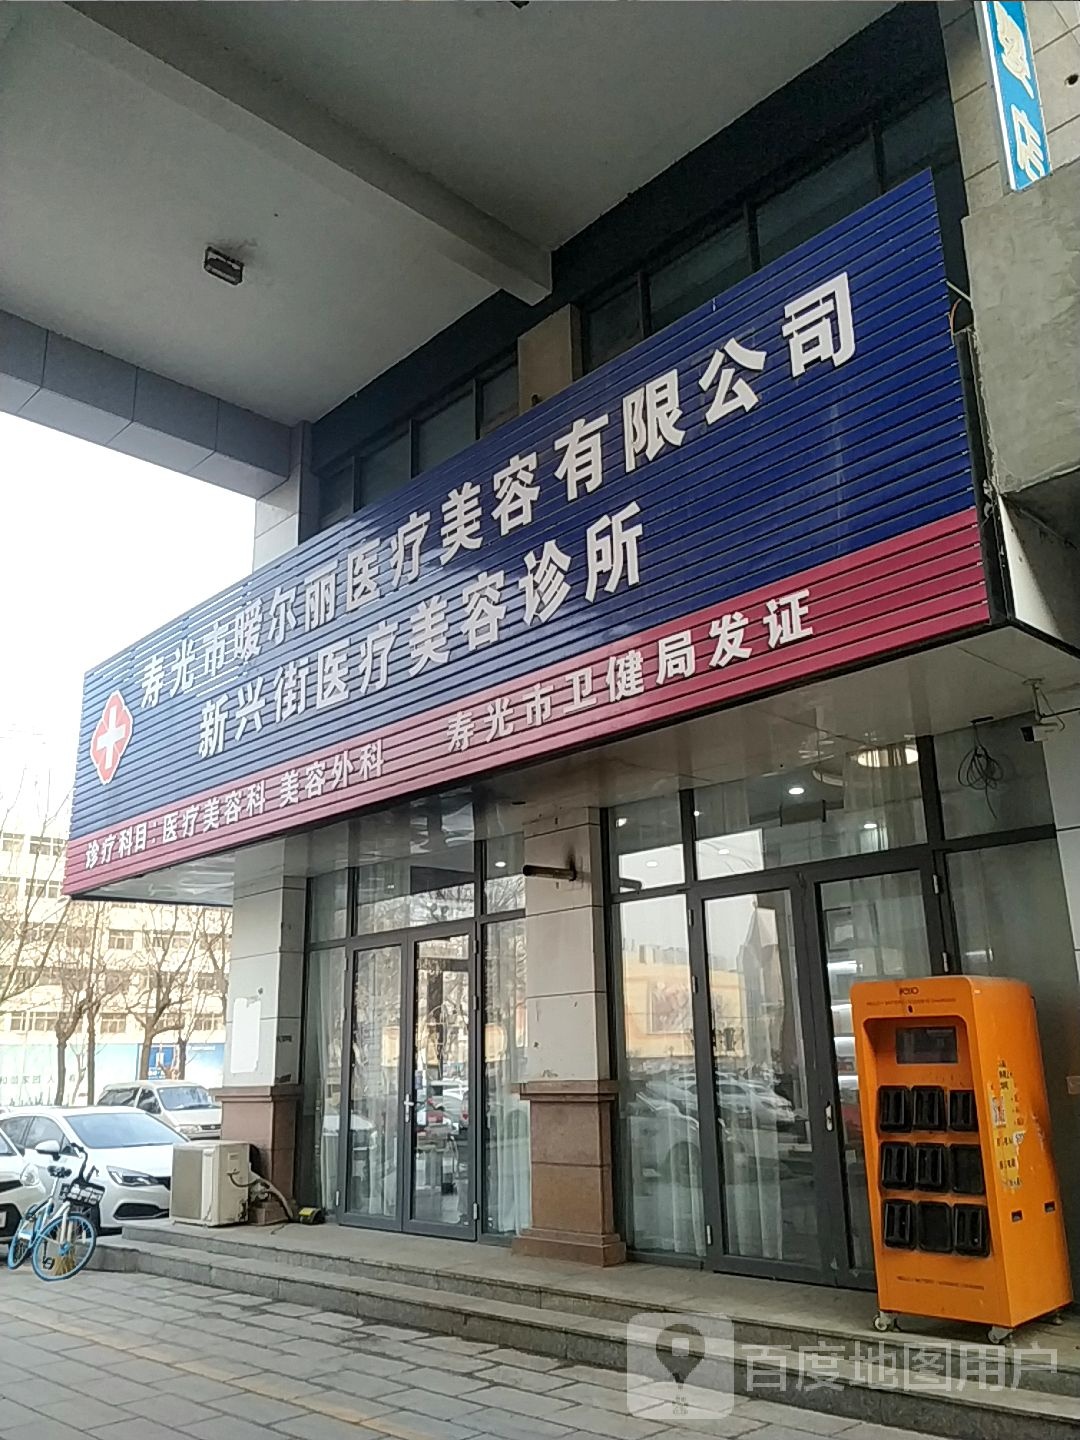 寿光市暖尔丽医疗美容有限公司
新兴街医疗美容诊所
诊疗科目：医疗美容科 美容外科 寿光市卫健局发证
百度地图用户